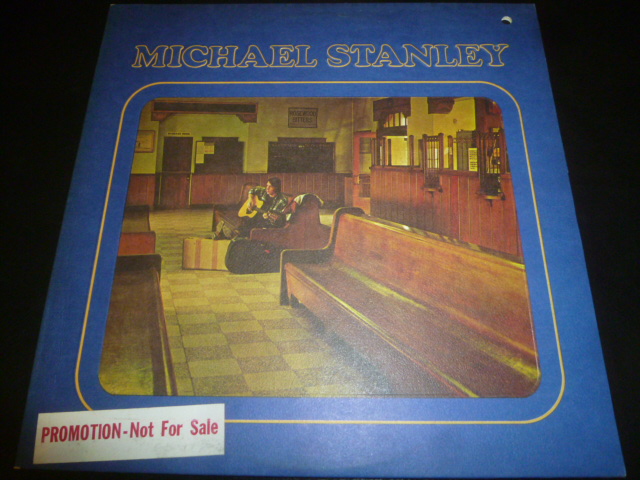 MICHAEL STANLEY
PROMOTION-Not For Sale